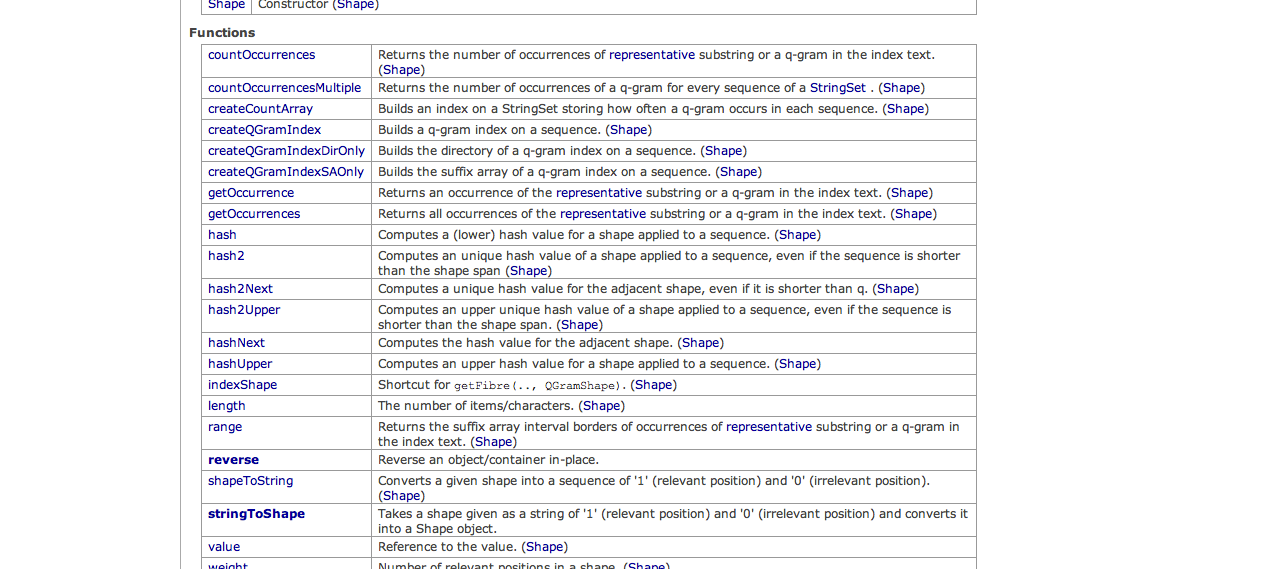 Shape Constructor (Shape)
Functions
countOccurrences Returns the number of occurrences of representative substring or a q-gram in the index text.
(Shape)
countOccurrencesMultiple Returns the number of occurrences of a q-gram for every sequence of a StringSet . (Shape)
createCountArray Builds an index on a StringSet storing how often a q-gram occurs in each sequence. (Shape)
createQGramIndex Builds a q-gram index on a sequence. (Shape)
createQGramIndexDirOnly Builds the directory of a q-gram index on a sequence. (Shape)
createQGramIndexSAOnly Builds the suffix array of a q-gram index on a sequence. (Shape)
getOccurrence Returns an occurrence of the representative substring or a q-gram in the index text. (Shape)
getOccurrences Returns all occurrences of the representative substring or a q-gram in the index text. (Shape)
hash Computes a (lower) hash value for a shape applied to a sequence. (Shape)
hash2 Computes an unique hash value of a shape applied to a sequence, even if the sequence is shorter
than the shape span (Shape)
hash2Next Computes a unique hash value for the adjacent shape, even if it is shorter than q. (Shape)
hash2Upper Computes an upper unique hash value of a shape applied to a sequence, even if the sequence is
shorter than the shape span. (Shape)
hashNext Computes the hash value for the adjacent shape. (Shape)
hashUpper Computes an upper hash value for a shape applied to a sequence. (Shape)
indexShape Shortcut for getFibre(.., QGramShape). (Shape)
length The number of items/characters. (Shape)
range Returns the suffix array interval borders of occurrences of representative substring or a q-gram in
the index text. (Shape)
reverse Reverse an object/container in-place.
shapeToString Converts a given shape into a sequence of '1' (relevant position) and '0' (irrelevant position).
(Shape)
stringToShape Takes a shape given as a string of '1' (relevant position) and '0' (irrelevant position) and converts it
into a Shape object.
value Reference to the value. (Shape)
weight Number of relevant positions in a shape. (Shape)